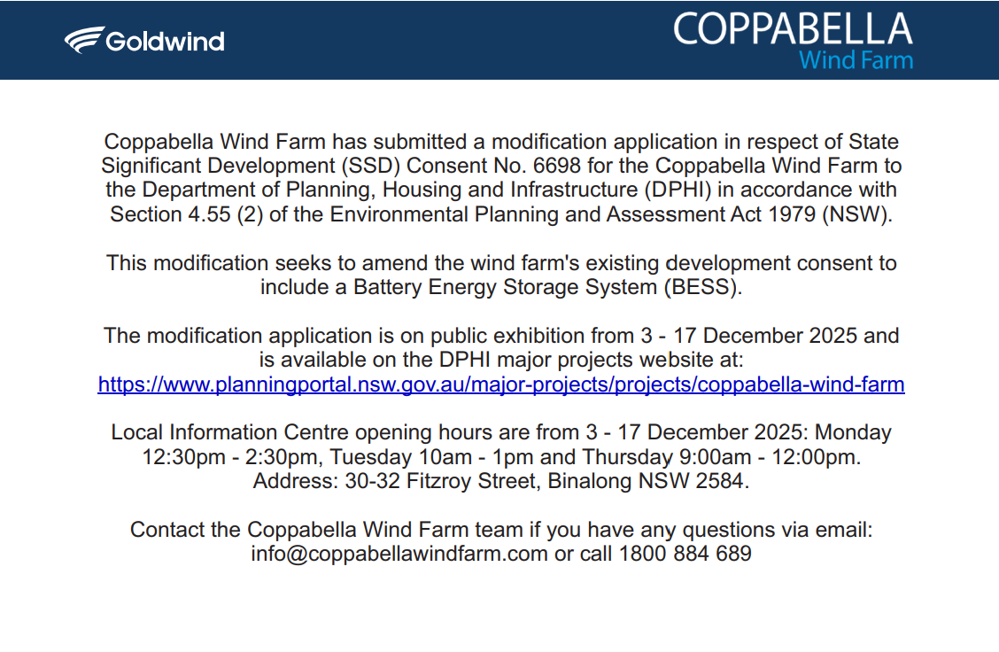 Goldwind
COPPABELLA
Wind Farm
Coppabella Wind Farm has submitted a modification application in respect of State
Significant Development (SSD) Consent No. 6698 for the Coppabella Wind Farm to
the Department of Planning, Housing and Infrastructure (DPHI) in accordance with
Section 4.55 (2) of the Environmental Planning and Assessment Act 1979 (NSW).
This modification seeks to amend the wind farm's existing development consent to
include a Battery Energy Storage System (BESS).
The modification application is on public exhibition from 3 - 17 December 2025 and
is available on the DPHI major projects website at:
https://www.planningportal.nsw.gov.au/major-projects/projects/coppabella-wind-farm
Local Information Centre opening hours are from 3 - 17 December 2025: Monday
12:30pm - 2:30pm, Tuesday 10am - 1pm and Thursday 9:00am - 12:00pm.
Address: 30-32 Fitzroy Street, Binalong NSW 2584.
Contact the Coppabella Wind Farm team if you have any questions via email:
info@coppabellawindfarm.com or call 1800 884 689